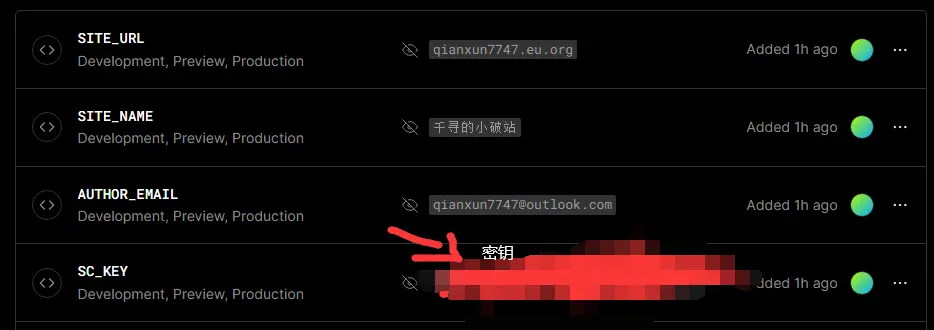 SITE_URL
qianxun7747.eu.org
Added 1h ago
Development, Preview, Production
SITE_NAME
千寻的小破站
Added 1h ago
Development, Preview, Production
AUTHOR_EMAIL
qianxun7747@outlook.com
Added 1h ago
Development, Preview, Production
密钥
SC_KEY
dded 1h ago
Development, Preview, Production